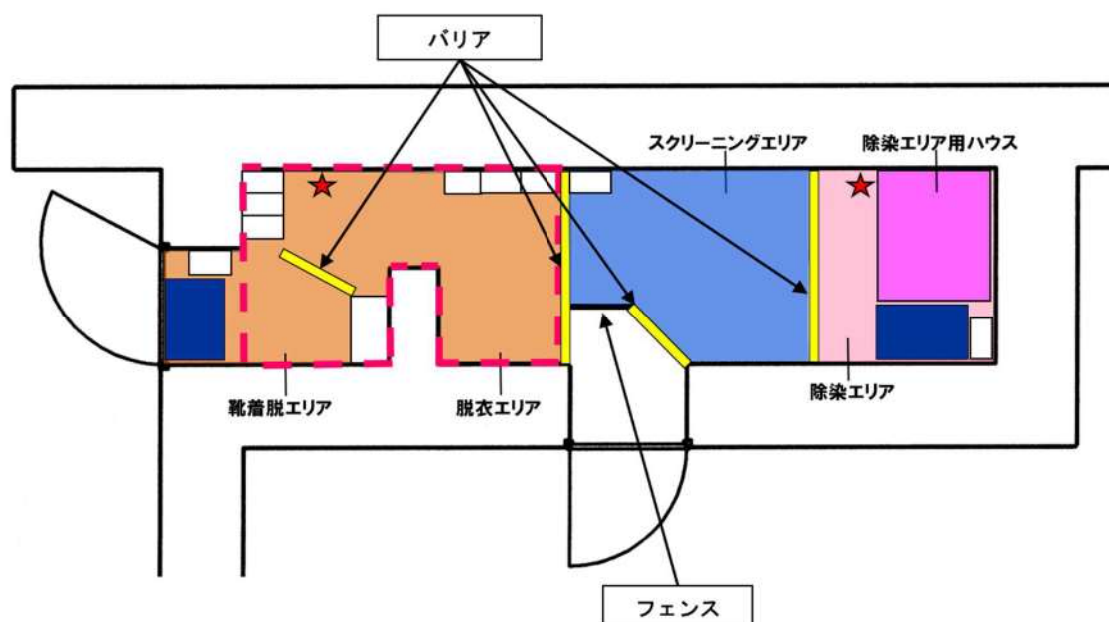 バリア
スクリーニングエリア
除染エリア用ハウス
靴着脱エリア
脱衣エリア
除染エリア
フェンス